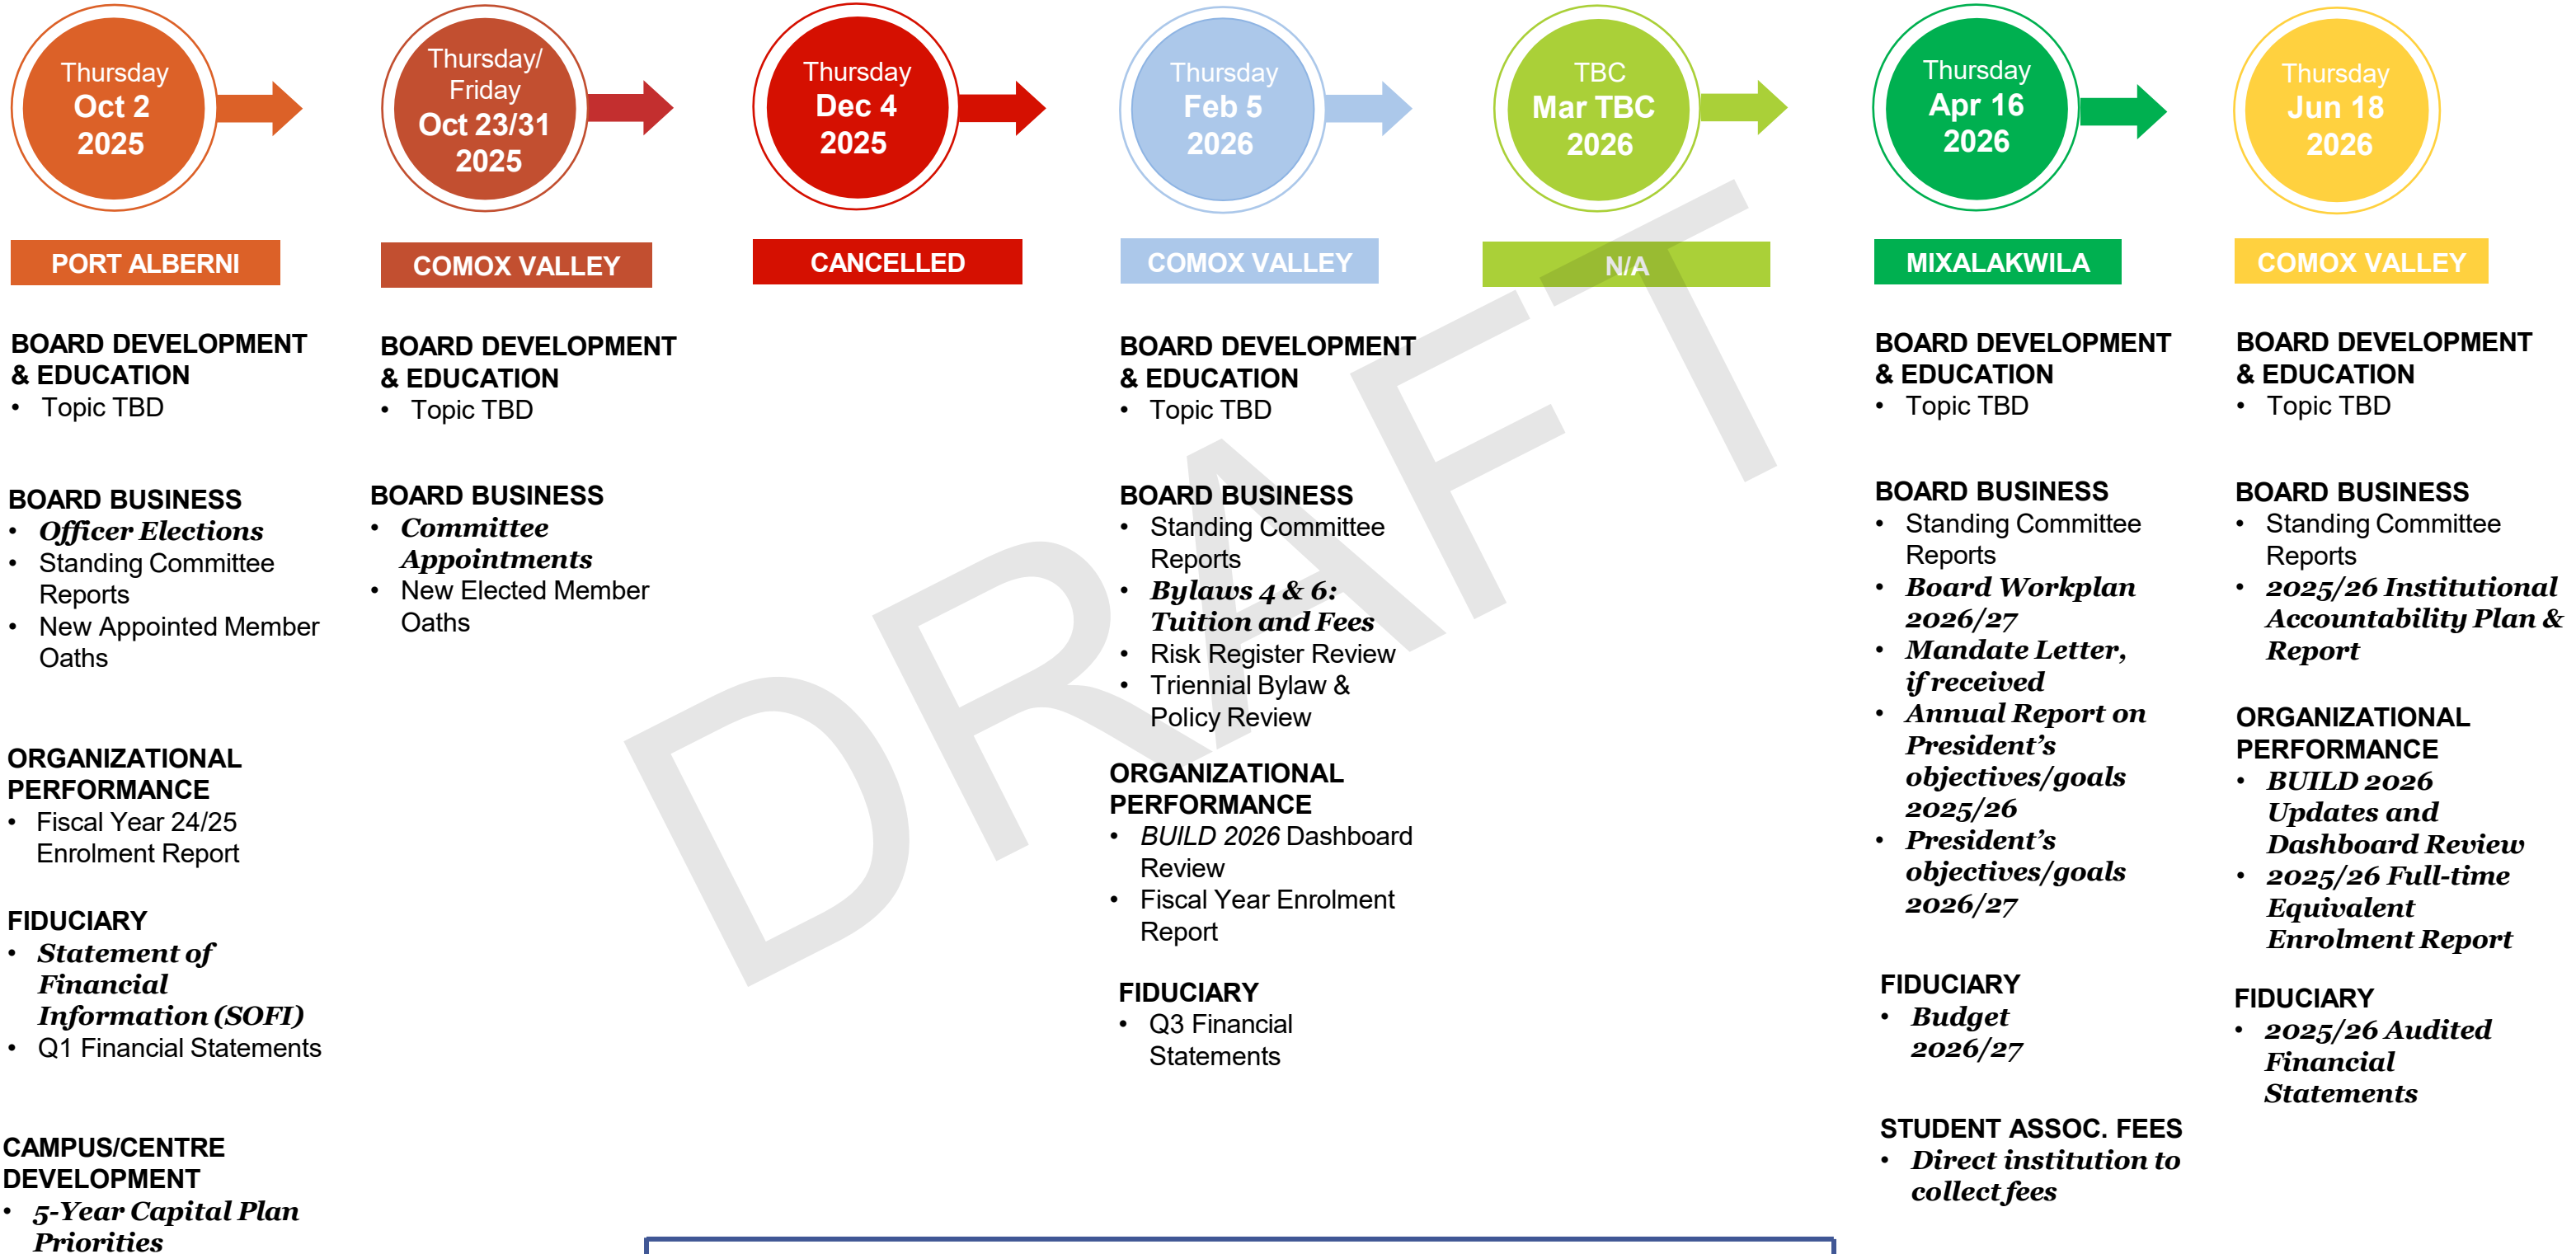 Thursday
Oct 2
2025
PORT ALBERNI
BOARD DEVELOPMENT
& EDUCATION
• Topic TBD
BOARD BUSINESS
• Officer Elections
• Standing Committee
Reports
• New Appointed Member
Oaths
ORGANIZATIONAL
PERFORMANCE
• Fiscal Year 24/25
Enrolment Report
FIDUCIARY
• Statement of
Financial
Information (SOFI)
• Q1 Financial Statements
CAMPUS/CENTRE
DEVELOPMENT
• 5-Year Capital Plan
Priorities
Thursday/
Friday
Oct 23/31
2025
COMOX VALLEY
BOARD DEVELOPMENT
& EDUCATION
• Topic TBD
BOARD BUSINESS
• Committee
Appointments
• New Elected Member
Oaths
Thursday
Dec 4
2025
CANCELLED
Thursday
Feb 5
2026
COMOX VALLEY
BOARD DEVELOPMENT
& EDUCATION
• Topic TBD
BOARD BUSINESS
• Standing Committee
Reports
• Bylaws 4 & 6:
Tuition and Fees
• Risk Register Review
• Triennial Bylaw &
Policy Review
ORGANIZATIONAL
PERFORMANCE
• BUILD 2026 Dashboard
Review
• Fiscal Year Enrolment
Report
FIDUCIARY
• Q3 Financial
Statements
TBC
Mar TBC
2026
N/A
Thursday
Apr 16
2026
MIXALAKWILA
BOARD DEVELOPMENT
& EDUCATION
• Topic TBD
BOARD BUSINESS
• Standing Committee
Reports
• Board Workplan
2026/27
• Mandate Letter,
if received
• Annual Report on
President’s
objectives/goals
2025/26
• President’s
objectives/goals
2026/27
FIDUCIARY
• Budget
2026/27
STUDENT ASSOC. FEES
• Direct institution to
collect fees
Thursday
Jun 18
2026
COMOX VALLEY
BOARD DEVELOPMENT
& EDUCATION
• Topic TBD
BOARD BUSINESS
• Standing Committee
Reports
• 2025/26 Institutional
Accountability Plan &
Report
ORGANIZATIONAL
PERFORMANCE
• BUILD 2026
Updates and
Dashboard Review
• 2025/26 Full-time
Equivalent
Enrolment Report
FIDUCIARY
• 2025/26 Audited
Financial
Statements
DRAFT